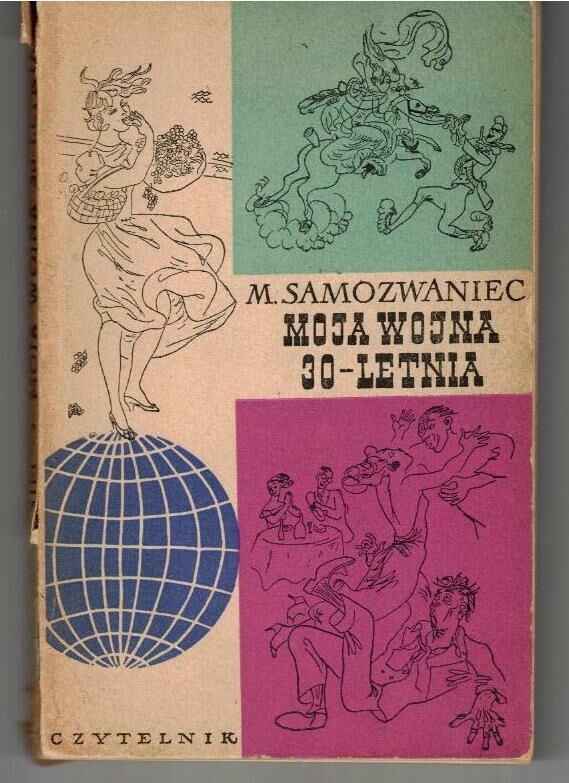 M. SAMOZWANIEC
MOJA WOJNA
30-LETNIA
CZYTELNIK